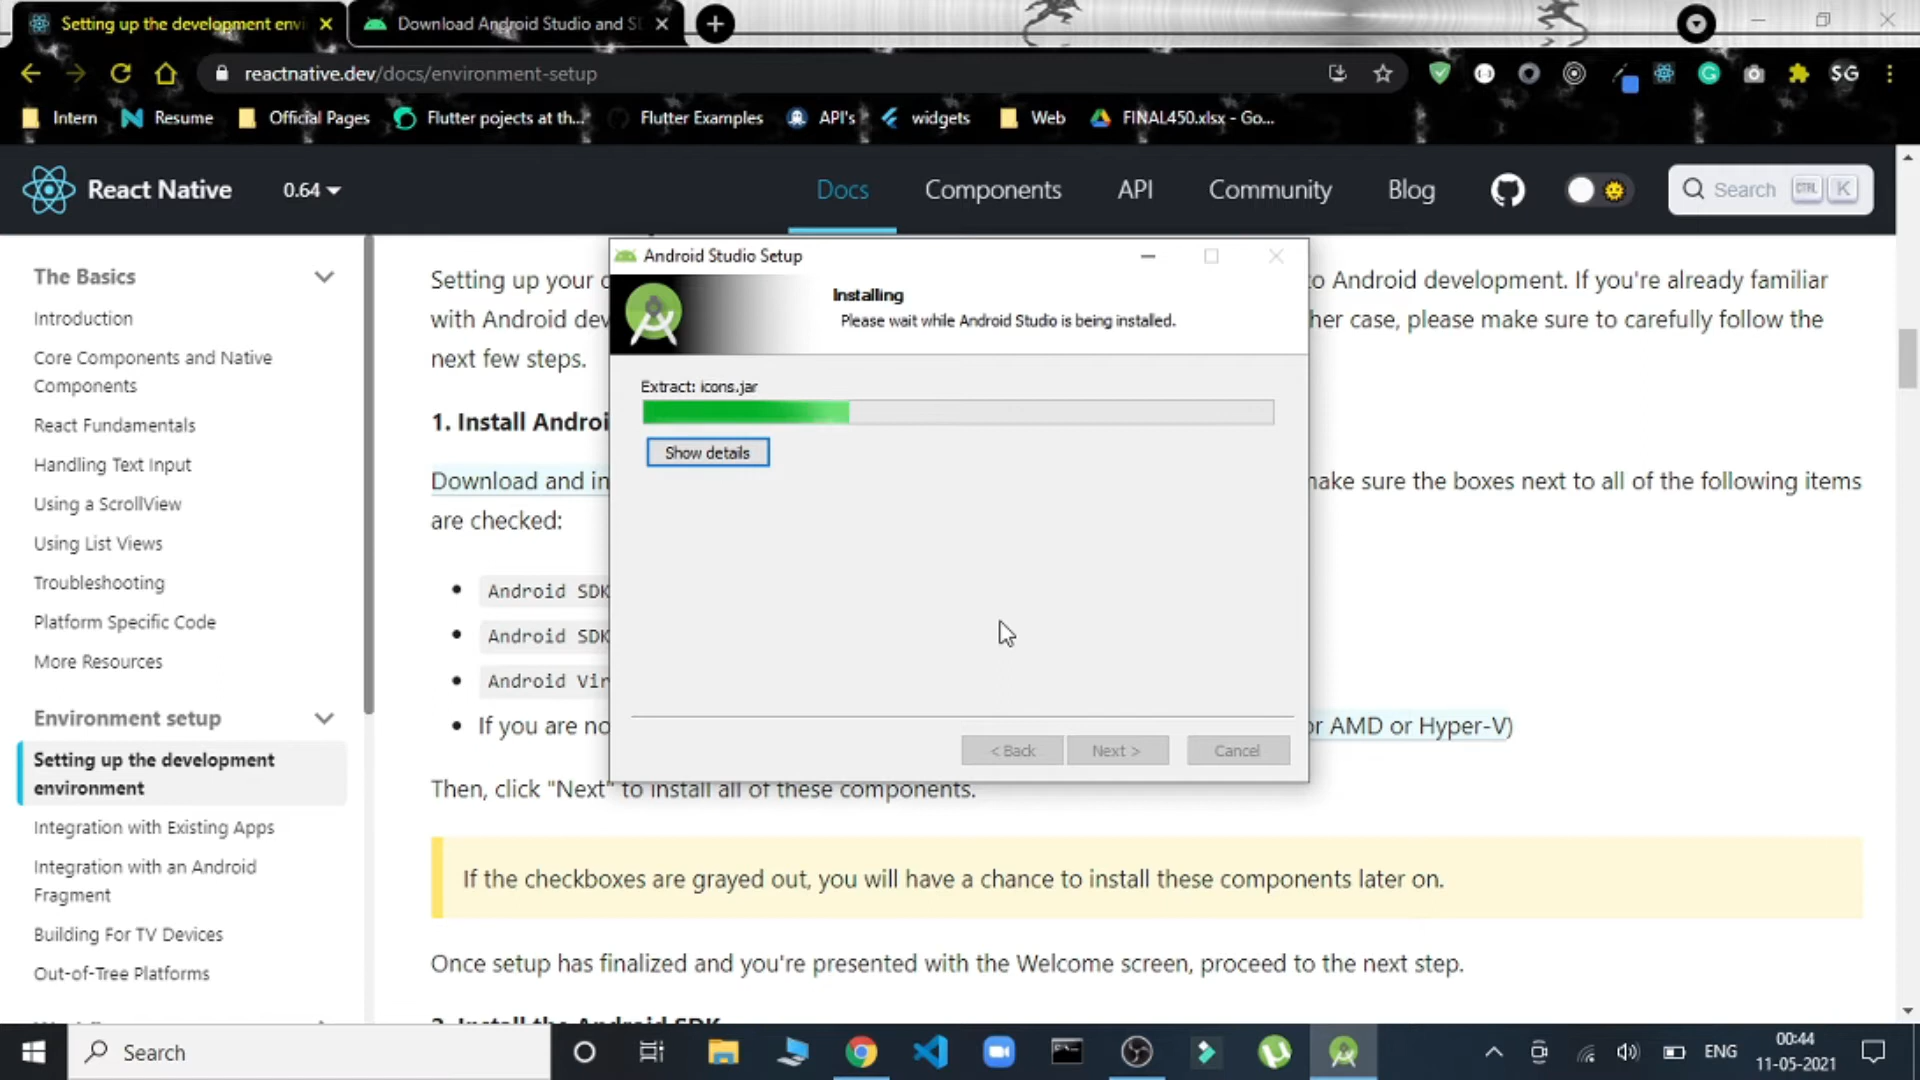 Setting up the development envi
Download Android Studio and S
reactnative.dev/docs/environment-setup
SG
Intern
Resume
Official Pages
Flutter pojects at th...
Flutter Examples
API's
widgets
Web
FINAL450.xlsx - Go...
React Native
0.64
Docs
Components
API
Community
Blog
Search
CTRL
K
The Basics
Introduction
Core Components and Native
Components
React Fundamentals
Handling Text Input
Using a ScrollView
Using List Views
Troubleshooting
Platform Specific Code
More Resources
Environment setup
Setting up the development
environment
Integration with Existing Apps
Integration with an Android
Fragment
Building For TV Devices
Out-of-Tree Platforms
Setting up your
to Android development. If you're already familiar
with Android dev
her case, please make sure to carefully follow the
next few steps.
1. Install Androi
Download and in
make sure the boxes next to all of the following items
are checked:
Android SDK
Android SDK
Android Vir
If you are no
or AMD or Hyper-V)
Then, click "Next" to install all of these components.
If the checkboxes are grayed out, you will have a chance to install these components later on.
Once setup has finalized and you're presented with the Welcome screen, proceed to the next step.
2. Install the Android SDK
Android Studio Setup
Installing
Please wait while Android Studio is being installed.
Extract: icons.jar
Show details
< Back
Next >
Cancel
Search
ENG
00:44
11-05-2021